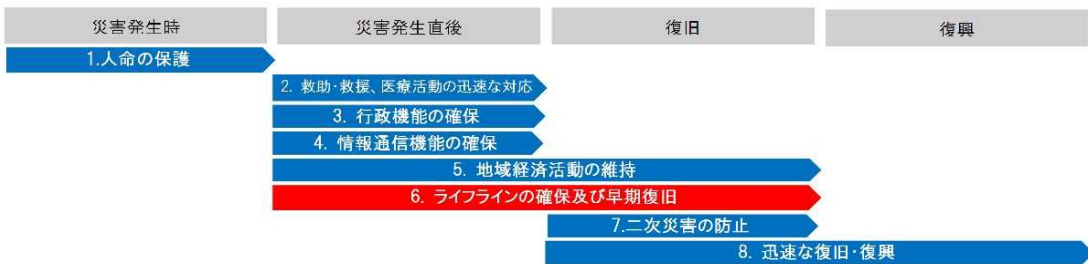 災害発生時
災害発生直後
復旧
復興
1.人命の保護
2. 救助・救援、医療活動の迅速な対応
3. 行政機能の確保
4. 情報通信機能の確保
5. 地域経済活動の維持
6. ライフラインの確保及び早期復旧
7.二次災害の防止
8. 迅速な復旧・復興